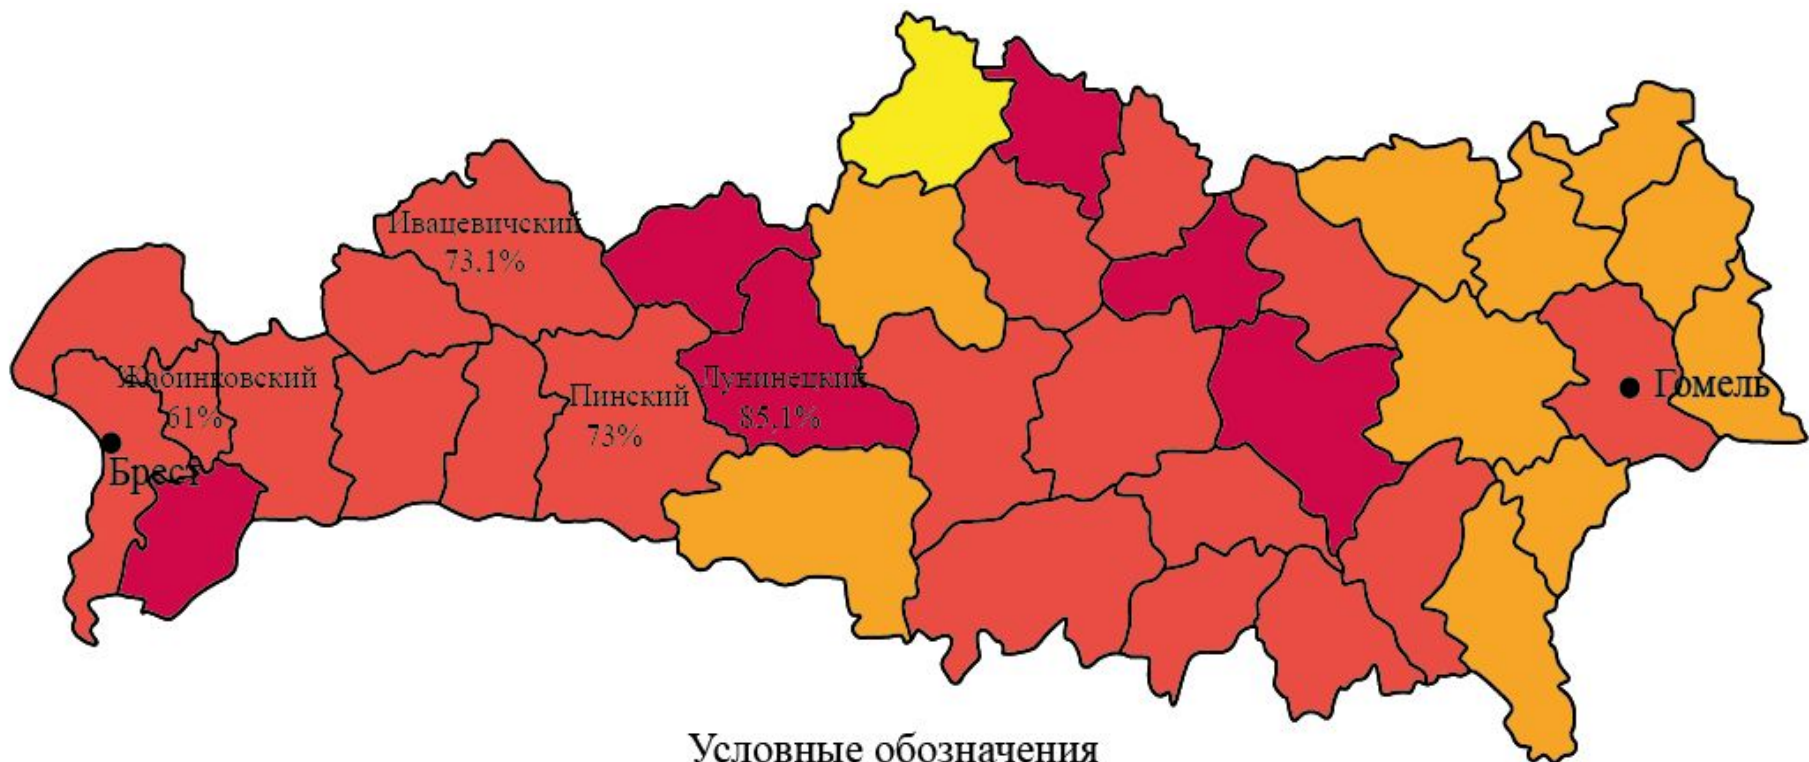 Ивацевичский
73.1%
Жабинковский
61%
Пинский
73%
Лунинецкий
85,1%
Гомель
Брест
Условные обозначения